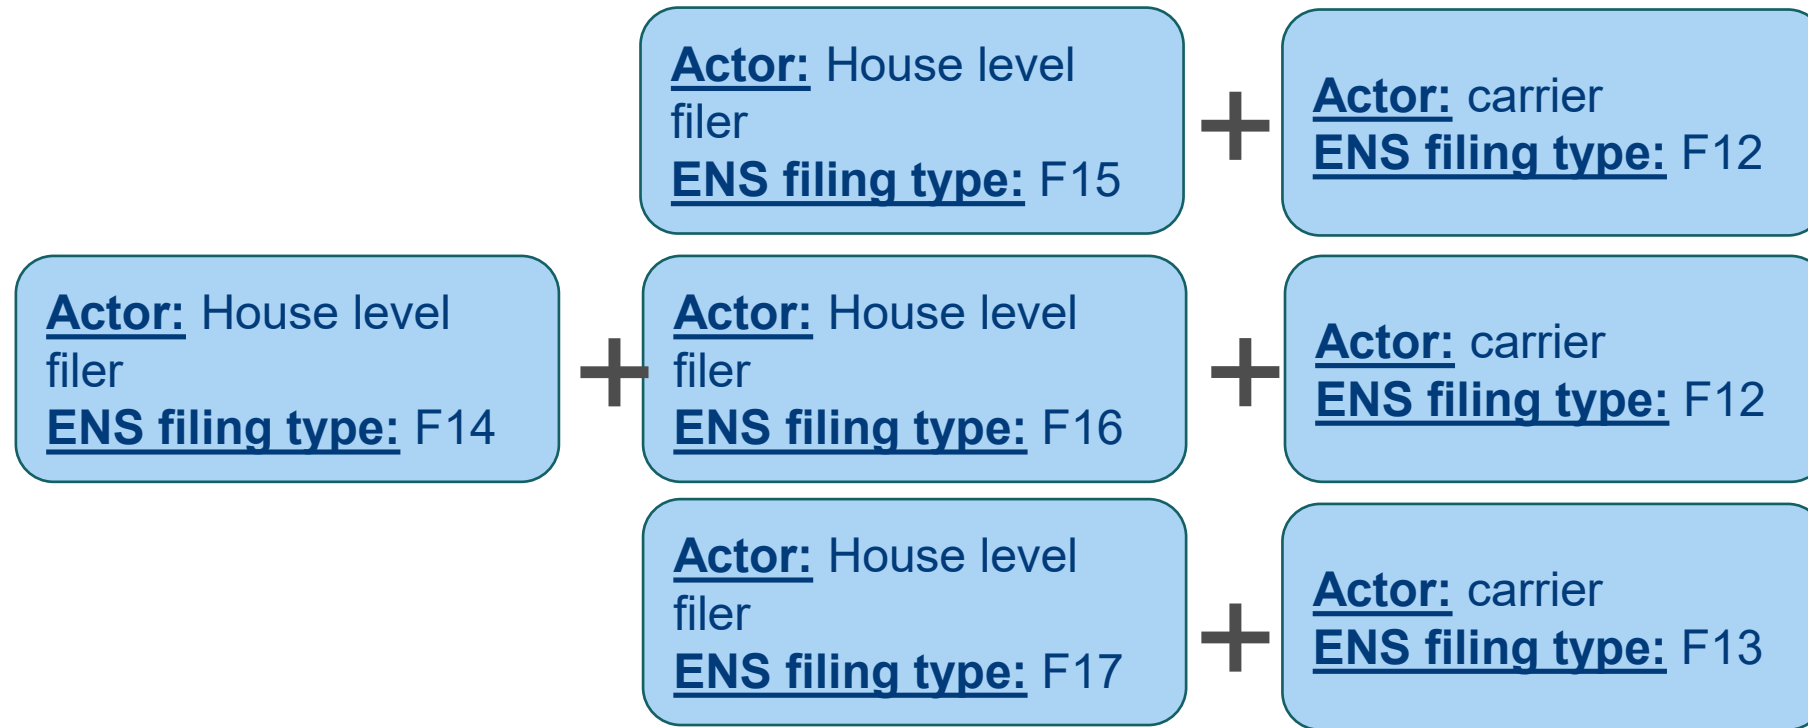 Actor: House level
filer
ENS filing type: F15
+
Actor: carrier
ENS filing type: F12
Actor: House level
filer
ENS filing type: F14
+
Actor: House level
filer
ENS filing type: F16
+
Actor: carrier
ENS filing type: F12
Actor: House level
filer
ENS filing type: F17
+
Actor: carrier
ENS filing type: F13